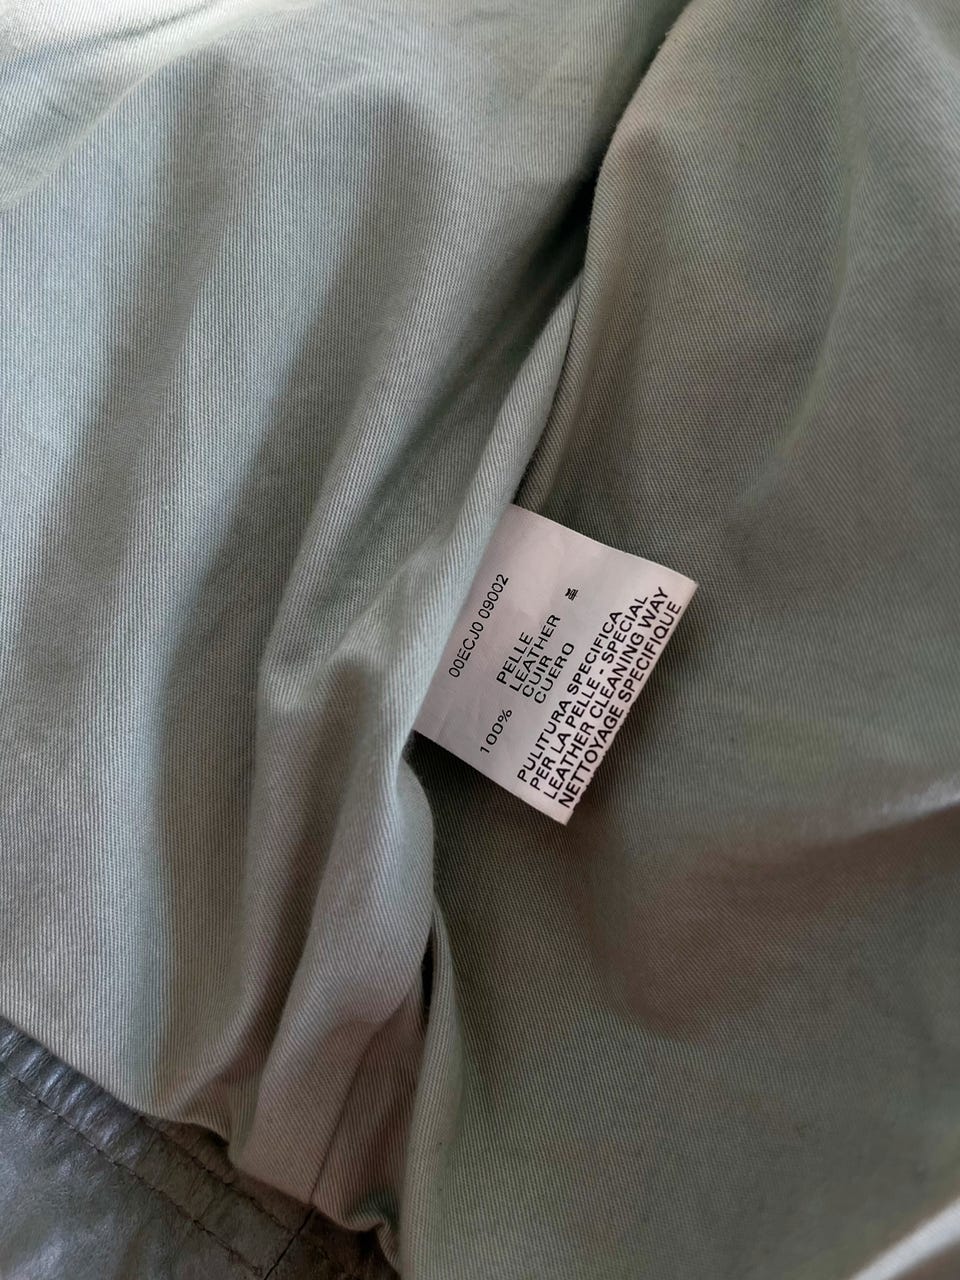 00ECJ0 09002
100% PELLE
LEATHER
CUIR
CUERO
PULITURA SPECIFICA
PER LA PELLE - SPECIAL
LEATHER CLEANING WAY
NETTOYAGE SPECIFIQUE